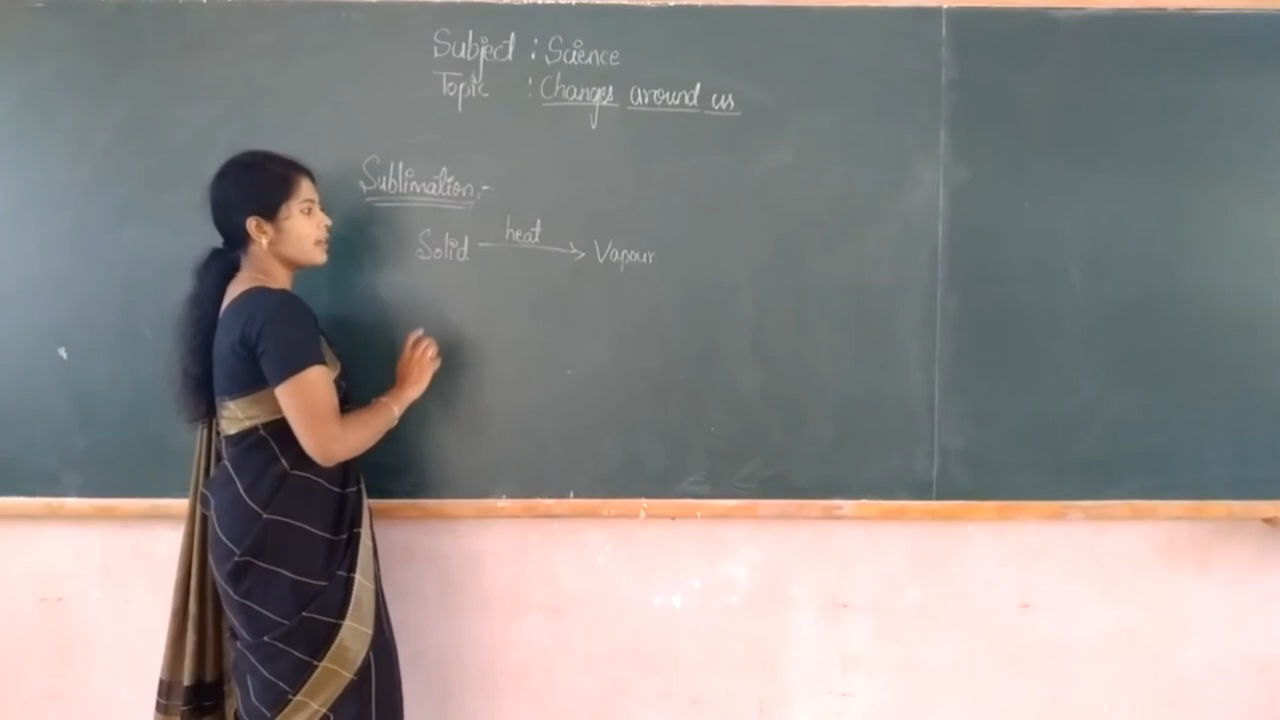 Subject : Science
Topic : Changes around us
Sublimation:-
heat
Solid → Vapour